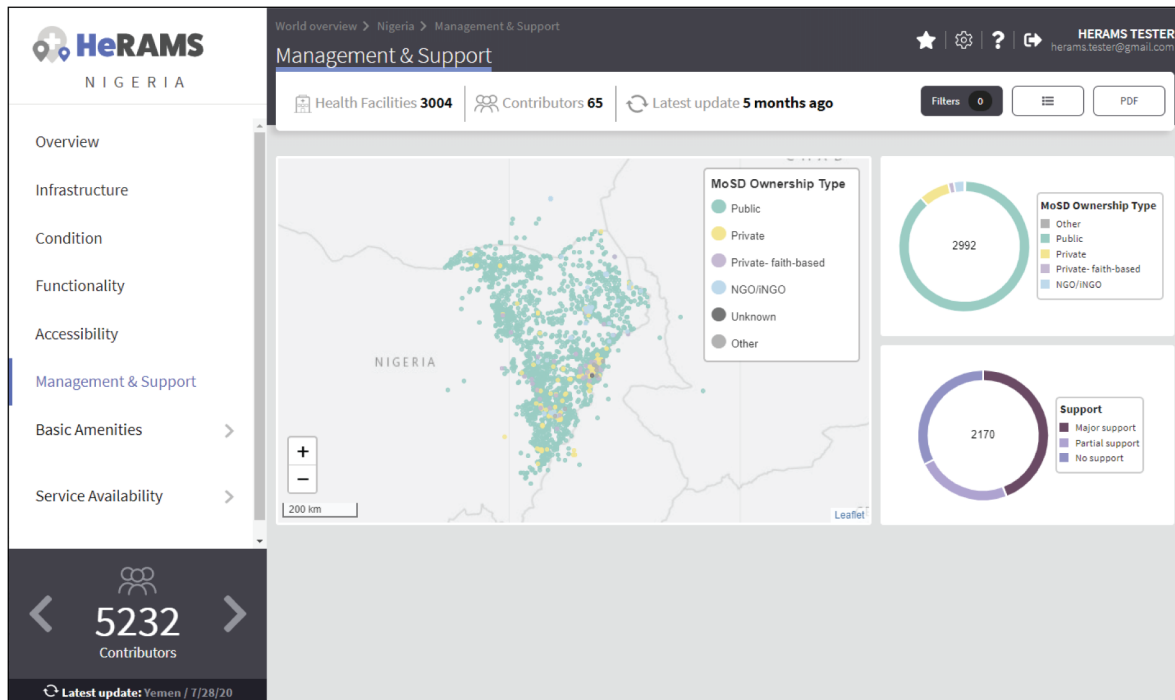 HeRAMS
NIGERIA
Overview
Infrastructure
Condition
Functionality
Accessibility
Management & Support
Basic Amenities
Service Availability
5232
Contributors
Latest update: Yemen / 7/28/20
World overview > Nigeria > Management & Support
Management & Support
HERAMS TESTER
herams.tester@gmail.com
Health Facilities 3004
Contributors 65
Latest update 5 months ago
Filters 0
PDF
NIGERIA
MoSD Ownership Type
Public
Private
Private- faith-based
NGO/iNGO
Unknown
Other
+
−
200 km
Leaflet
2992
MoSD Ownership Type
Other
Public
Private
Private- faith-based
NGO/iNGO
2170
Support
Major support
Partial support
No support